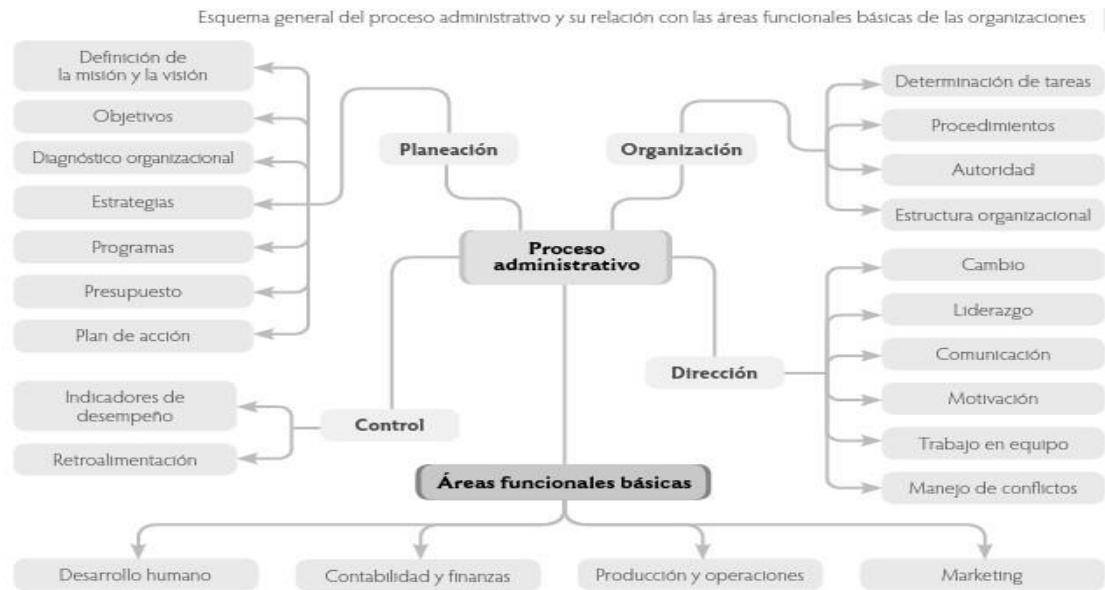 Esquema general del proceso administrativo y su relación con las áreas funcionales básicas de las organizaciones
Definición de
la misión y la visión
Objetivos
Diagnóstico organizacional
Estrategias
Programas
Presupuesto
Plan de acción
Planeación
Organización
Determinación de tareas
Procedimientos
Autoridad
Estructura organizacional
Proceso
administrativo
Cambio
Liderazgo
Comunicación
Motivación
Trabajo en equipo
Manejo de conflictos
Dirección
Indicadores de
desempeño
Retroalimentación
Control
Áreas funcionales básicas
Desarrollo humano
Contabilidad y finanzas
Producción y operaciones
Marketing